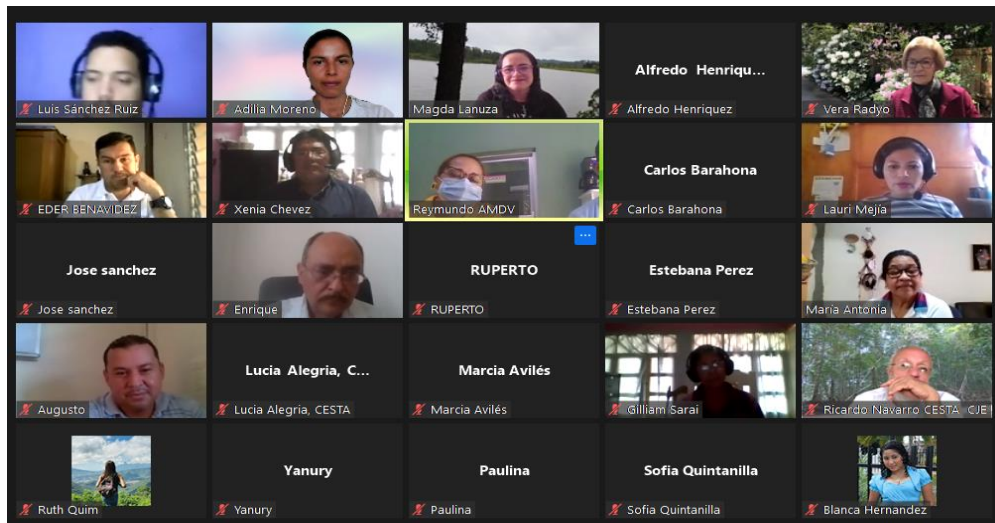 Luis Sánchez Ruiz
Adilia Moreno
Magda Lanuza
Alfredo Henriqu...
Alfredo Henriquez
Vera Radyo
EDER BENAVIDEZ
Xenia Chevez
Reymundo AMDV
Carlos Barahona
Carlos Barahona
Lauri Mejía
Jose sanchez
Jose sanchez
Enrique
RUPERTO
RUPERTO
Estebana Perez
Estebana Perez
Maria Antonia
Augusto
Lucia Alegria, C...
Lucia Alegria, CESTA
Marcia Avilés
Marcia Avilés
Gilliam Sarai
Ricardo Navarro CESTA CJE
Ruth Quim
Yanury
Yanury
Paulina
Paulina
Sofia Quintanilla
Sofia Quintanilla
Blanca Hernandez